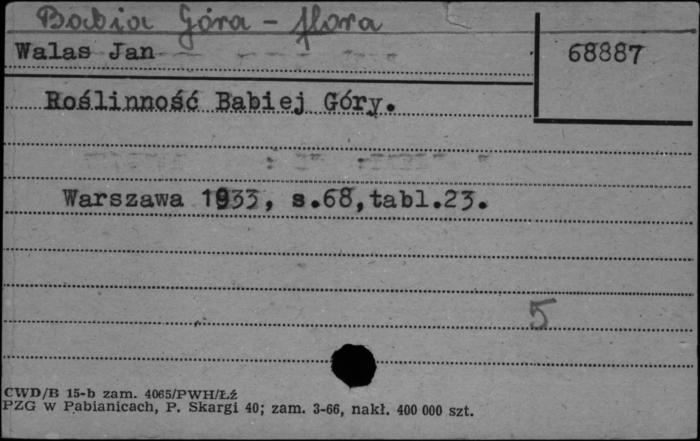 Babia Góra - flora
Walas Jan
68887
Roślinność Babiej Góry.
Warszawa 1933, s.68,tabl.23.
5
CWD/B 15-b zam. 4065/PWH/Łź
PZG w Pabianicach, P. Skargi 40; zam. 3-66, nakł. 400 000 szt.